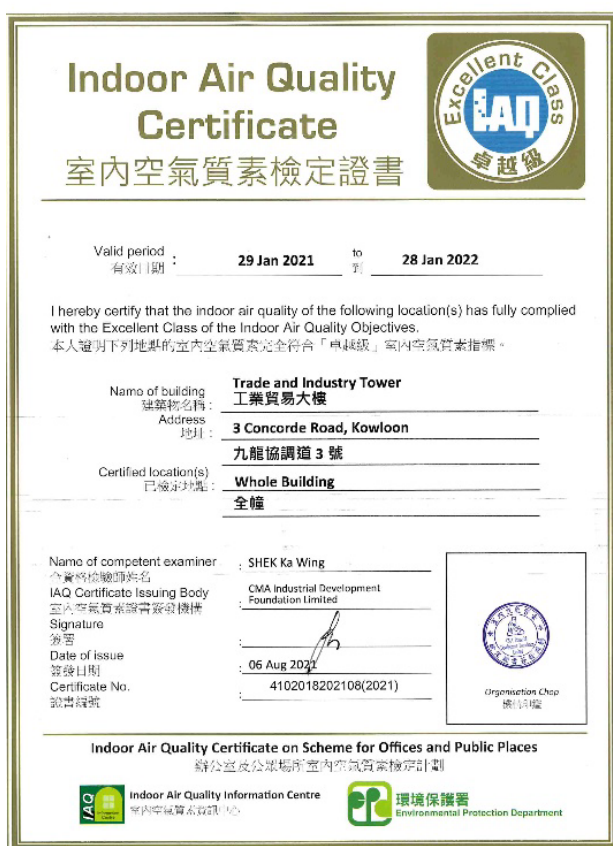 Indoor Air Quality
Certificate
室內空氣質素檢定證書
Excellent Class
IAQ
卓越級
Valid period : 29 Jan 2021 to 28 Jan 2022
有效日期 到
I hereby certify that the indoor air quality of the following location(s) has fully complied
with the Excellent Class of the Indoor Air Quality Objectives.
本人證明下列地點的室內空氣質素完全符合「卓越級」室內空氣質素指標。
Name of building Trade and Industry Tower
建築物名稱 : 工業貿易大樓
Address
地址 : 3 Concorde Road, Kowloon
九龍協調道 3 號
Certified location(s)
已檢定地點 : Whole Building
全幢
Name of competent examiner : SHEK Ka Wing
合資格檢驗師姓名
IAQ Certificate Issuing Body : CMA Industrial Development
Foundation Limited
室內空氣質素證書簽發機構
Signature
簽署 :
Date of issue : 06 Aug 2021
簽發日期
Certificate No. : 4102018202108(2021)
證書編號
Organisation Chop
機構印鑒
Indoor Air Quality Certificate on Scheme for Offices and Public Places
辦公室及公眾場所室內空氣質素檢定計劃
IAQ
Indoor Air Quality Information Centre
室內空氣質素資訊中心
環境保護署
Environmental Protection Department